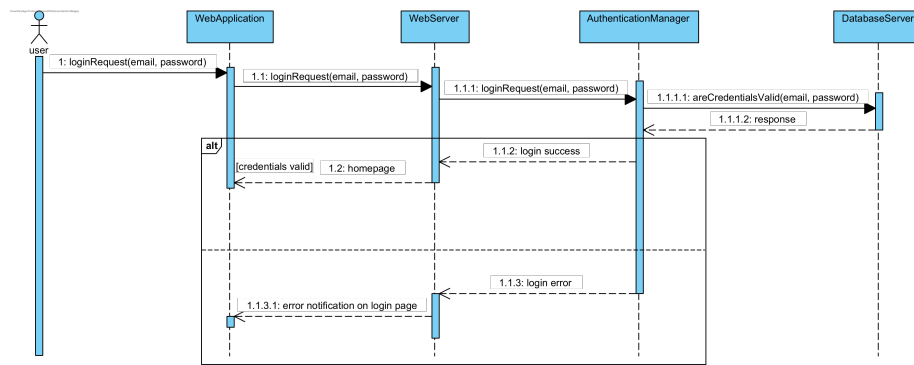 WebApplication
WebServer
AuthenticationManager
DatabaseServer
user
1: loginRequest(email, password)
1.1: loginRequest(email, password)
1.1.1: loginRequest(email, password)
1.1.1.1: areCredentialsValid(email, password)
1.1.1.2: response
alt
1.1.2: login success
[credentials valid]
1.2: homepage
1.1.3: login error
1.1.3.1: error notification on login page